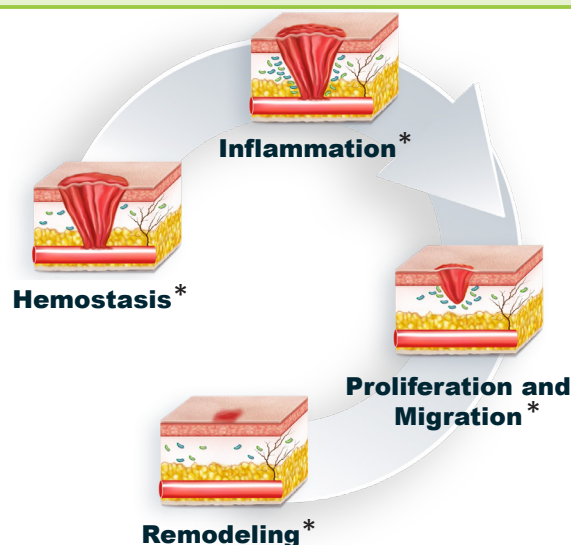 Inflammation*
Hemostasis*
Proliferation and
Migration*
Remodeling*